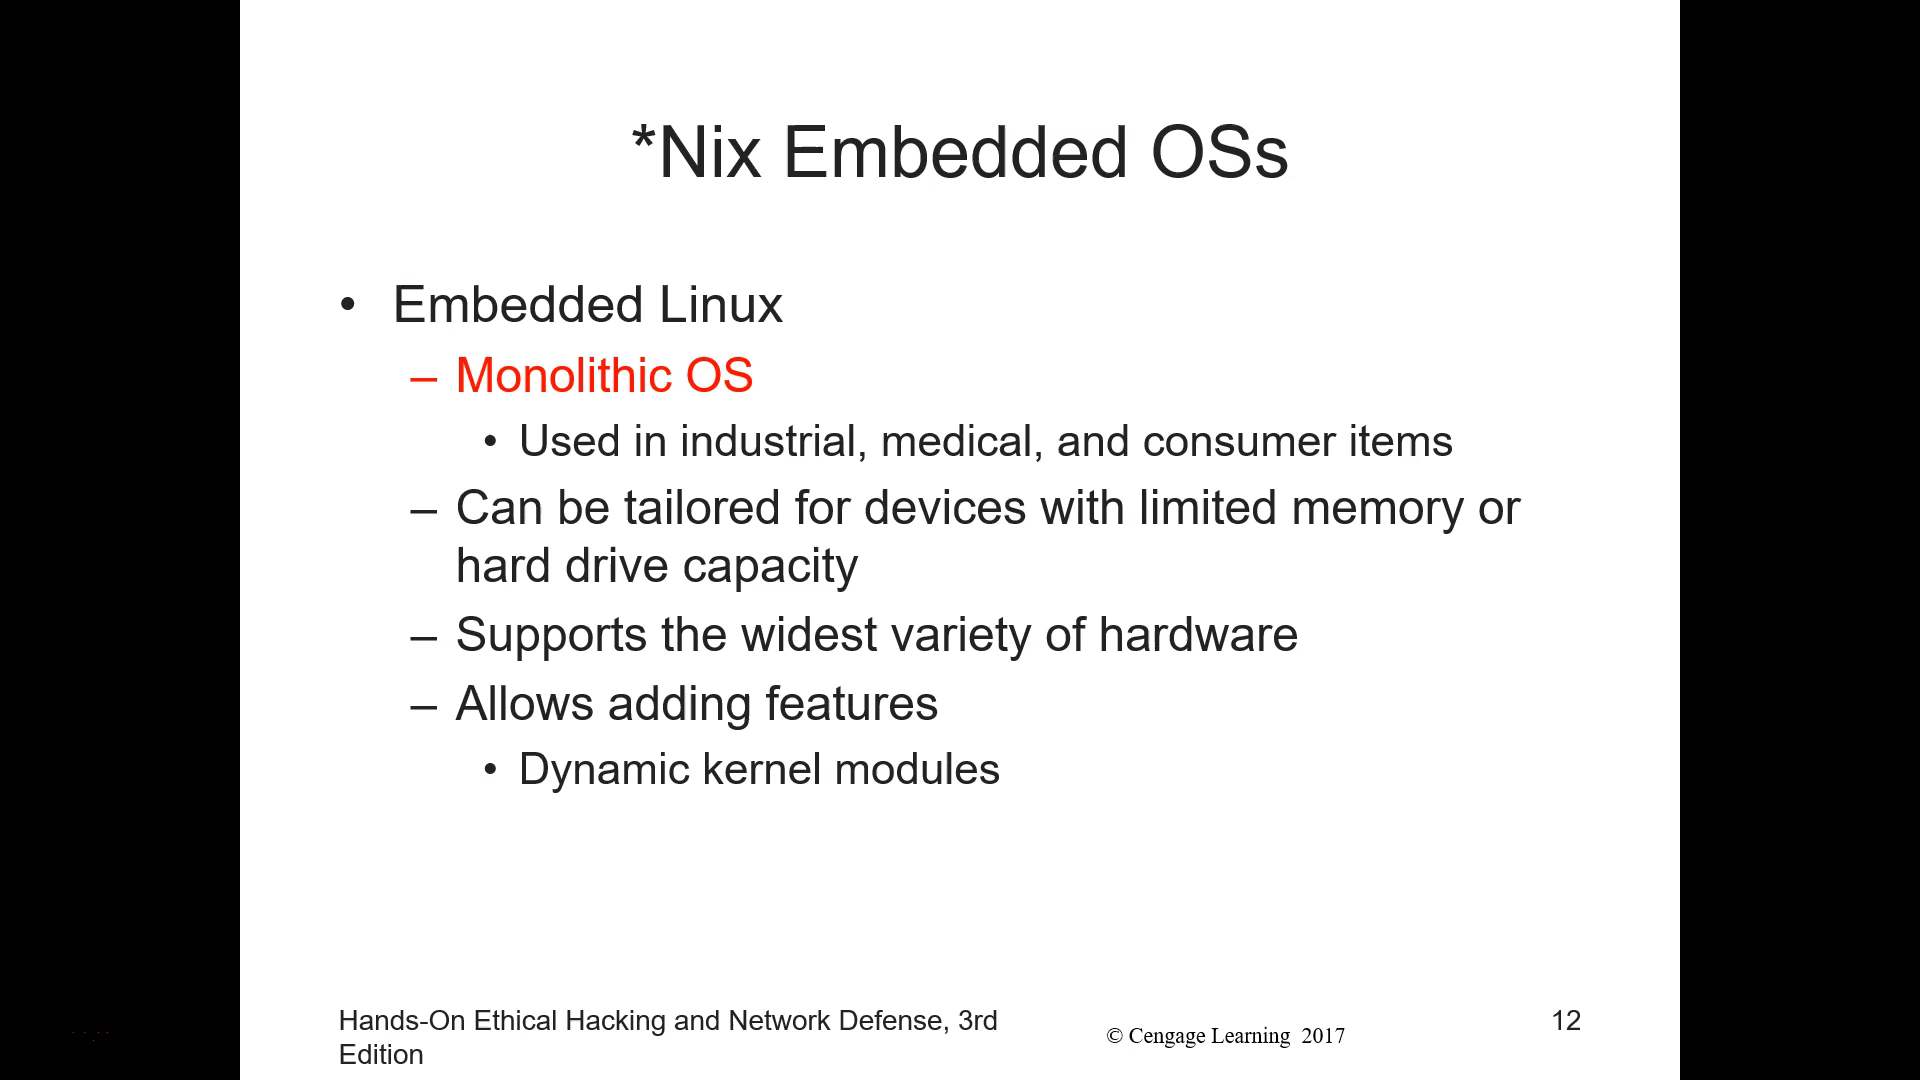 *Nix Embedded OSs
• Embedded Linux
– Monolithic OS
• Used in industrial, medical, and consumer items
– Can be tailored for devices with limited memory or
hard drive capacity
– Supports the widest variety of hardware
– Allows adding features
• Dynamic kernel modules
Hands-On Ethical Hacking and Network Defense, 3rd
Edition
© Cengage Learning 2017
12